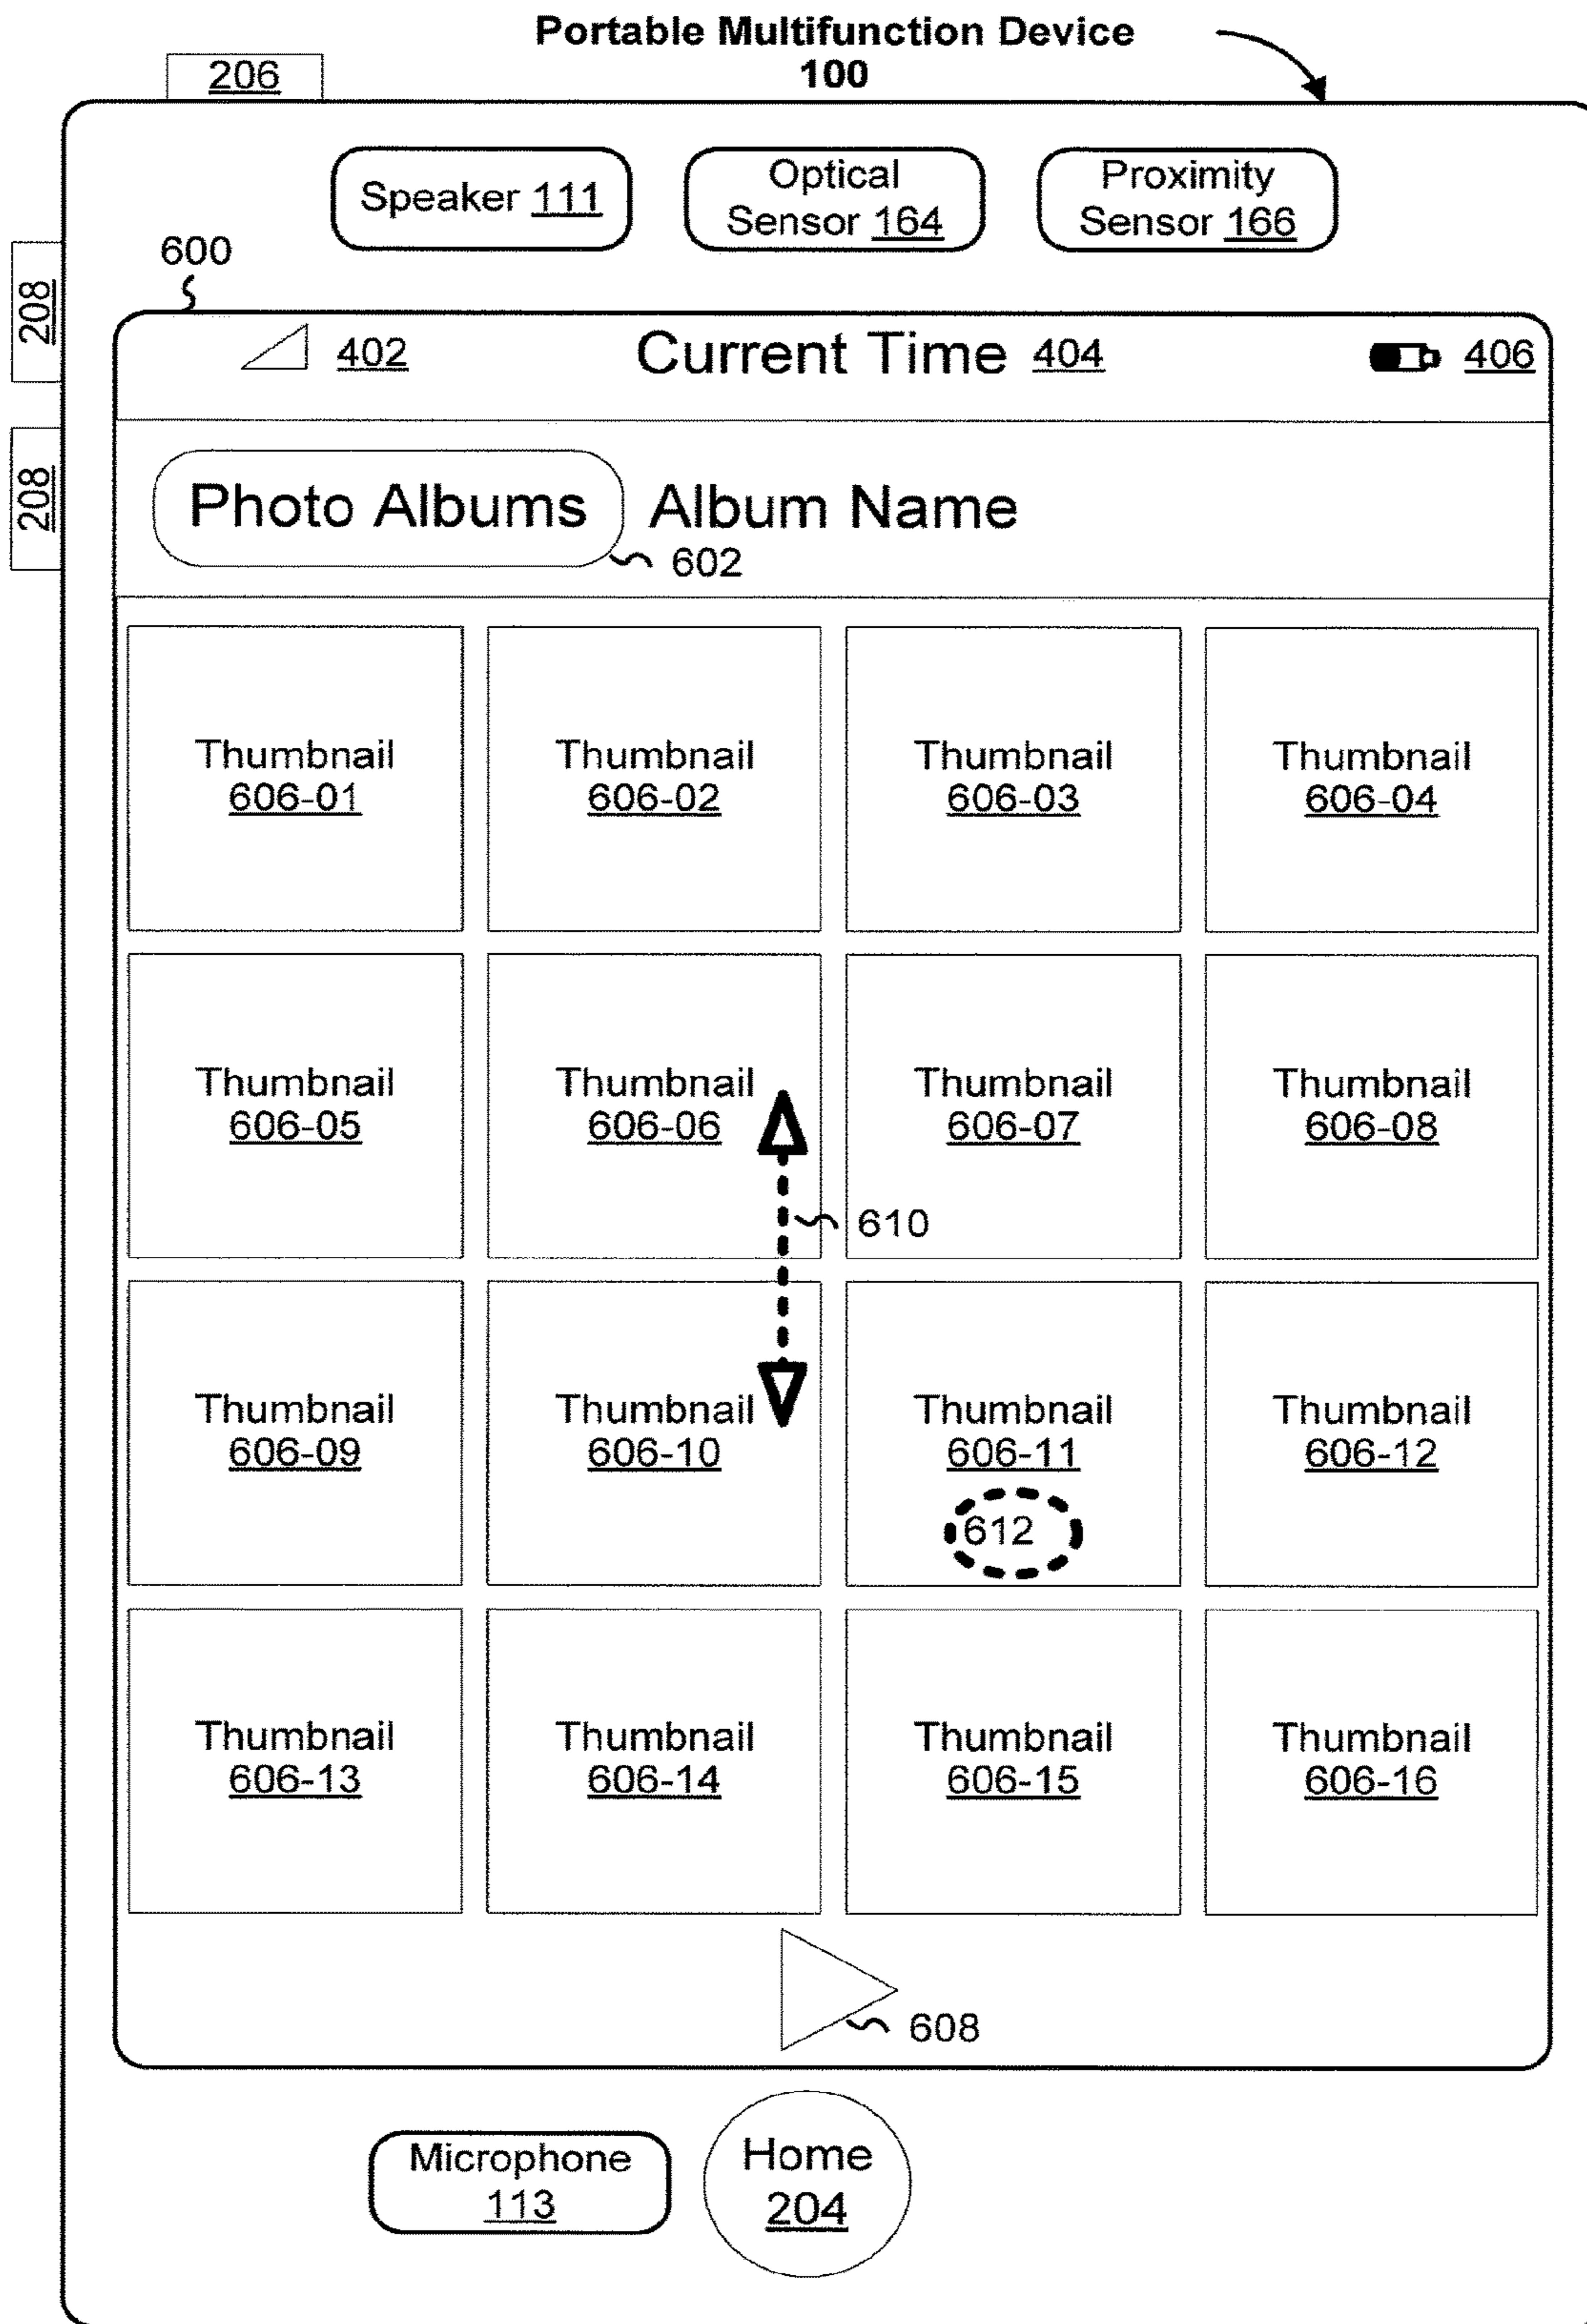 Portable Multifunction Device
100
206
Speaker 111
Optical
Sensor 164
Proximity
Sensor 166
600
208
208
402
Current Time 404
406
Photo Albums
Album Name
602
Thumbnail
606-01
Thumbnail
606-02
Thumbnail
606-03
Thumbnail
606-04
Thumbnail
606-05
Thumbnail
606-06
Thumbnail
606-07
Thumbnail
606-08
610
Thumbnail
606-09
Thumbnail
606-10
Thumbnail
606-11
612
Thumbnail
606-12
Thumbnail
606-13
Thumbnail
606-14
Thumbnail
606-15
Thumbnail
606-16
608
Microphone
113
Home
204